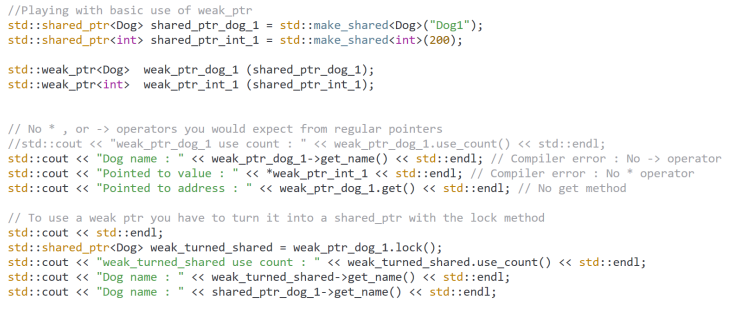 //Playing with basic use of weak_ptr
std::shared_ptr<Dog> shared_ptr_dog_1 = std::make_shared<Dog>("Dog1");
std::shared_ptr<int> shared_ptr_int_1 = std::make_shared<int>(200);
std::weak_ptr<Dog>  weak_ptr_dog_1 (shared_ptr_dog_1);
std::weak_ptr<int>  weak_ptr_int_1 (shared_ptr_int_1);
// No * , or -> operators you would expect from regular pointers
//std::cout << "weak_ptr_dog_1 use count : " << weak_ptr_dog_1.use_count() << std::endl;
std::cout << "Dog name : " << weak_ptr_dog_1->get_name() << std::endl; // Compiler error : No -> operator
std::cout << "Pointed to value : " << *weak_ptr_int_1 << std::endl; // Compiler error : No * operator
std::cout << "Pointed to address : " << weak_ptr_dog_1.get() << std::endl; // No get method
// To use a weak ptr you have to turn it into a shared_ptr with the lock method
std::cout << std::endl;
std::shared_ptr<Dog> weak_turned_shared = weak_ptr_dog_1.lock();
std::cout << "weak_turned_shared use count : " << weak_turned_shared.use_count() << std::endl;
std::cout << "Dog name : " << weak_turned_shared->get_name() << std::endl;
std::cout << "Dog name : " << shared_ptr_dog_1->get_name() << std::endl;